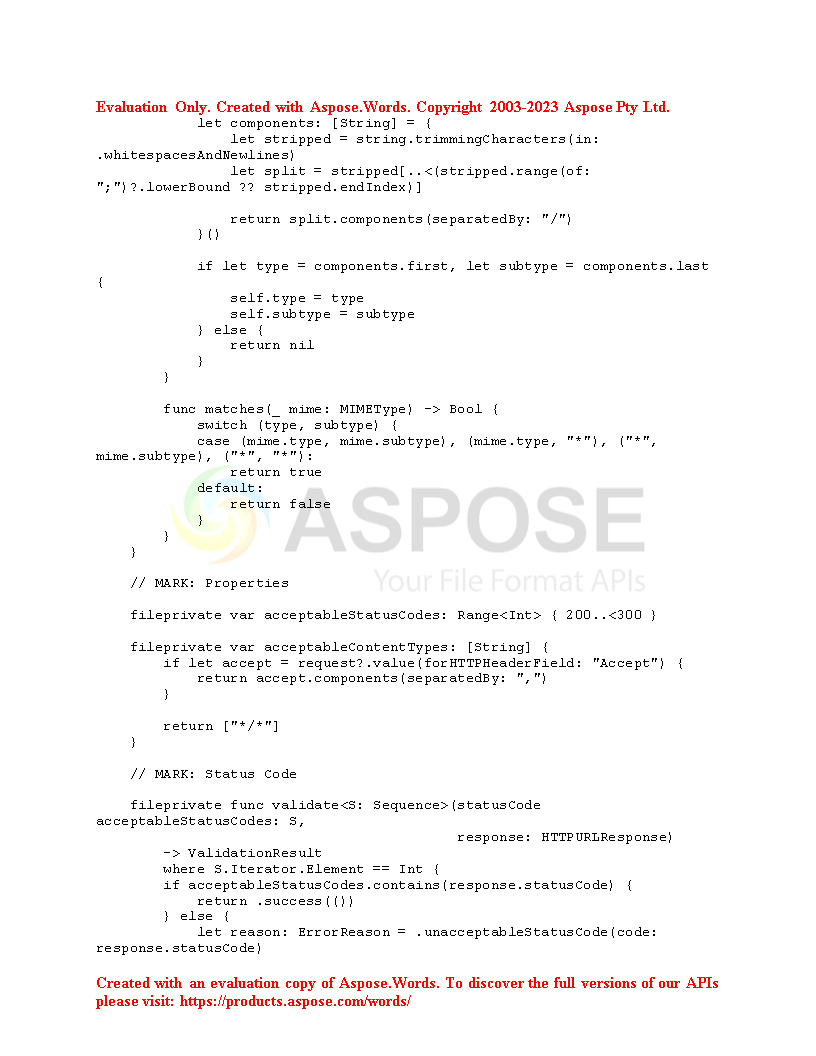 Evaluation Only. Created with Aspose.Words. Copyright 2003-2023 Aspose Pty Ltd.
            let components: [String] = {
                let stripped = string.trimmingCharacters(in:
.whitespacesAndNewlines)
                let split = stripped[..<(stripped.range(of:
";")?.lowerBound ?? stripped.endIndex)]

                return split.components(separatedBy: "/")
            }()

            if let type = components.first, let subtype = components.last
{
                self.type = type
                self.subtype = subtype
            } else {
                return nil
            }
        }

        func matches(_ mime: MIMEType) -> Bool {
            switch (type, subtype) {
            case (mime.type, mime.subtype), (mime.type, "*"), ("*",
mime.subtype), ("*", "*"):
                return true
            default:
                return false
            }
        }
    }
ASPOSE
Your File Format APIs

    // MARK: Properties

    fileprivate var acceptableStatusCodes: Range<Int> { 200..<300 }

    fileprivate var acceptableContentTypes: [String] {
        if let accept = request?.value(forHTTPHeaderField: "Accept") {
            return accept.components(separatedBy: ",")
        }

        return ["*/*"]
    }

    // MARK: Status Code

    fileprivate func validate<S: Sequence>(statusCode
acceptableStatusCodes: S,
                                           response: HTTPURLResponse)
        -> ValidationResult
        where S.Iterator.Element == Int {
        if acceptableStatusCodes.contains(response.statusCode) {
            return .success(())
        } else {
            let reason: ErrorReason = .unacceptableStatusCode(code:
response.statusCode)
Created with an evaluation copy of Aspose.Words. To discover the full versions of our APIs
please visit: https://products.aspose.com/words/